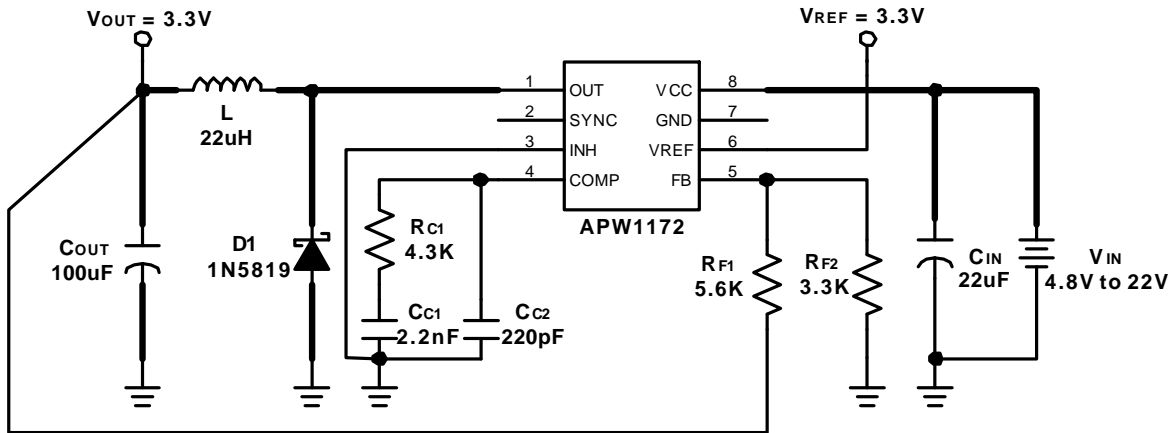 VOUT = 3.3V
VREF = 3.3V
1 OUT VCC 8
2 SYNC GND 7
3 INH VREF 6
4 COMP FB 5
APW1172
L
22uH
COUT
100uF
D1
1N5819
RC1
4.3K
CC1
2.2nF
CC2
220pF
RF1
5.6K
RF2
3.3K
CIN
22uF
VIN
4.8V to 22V